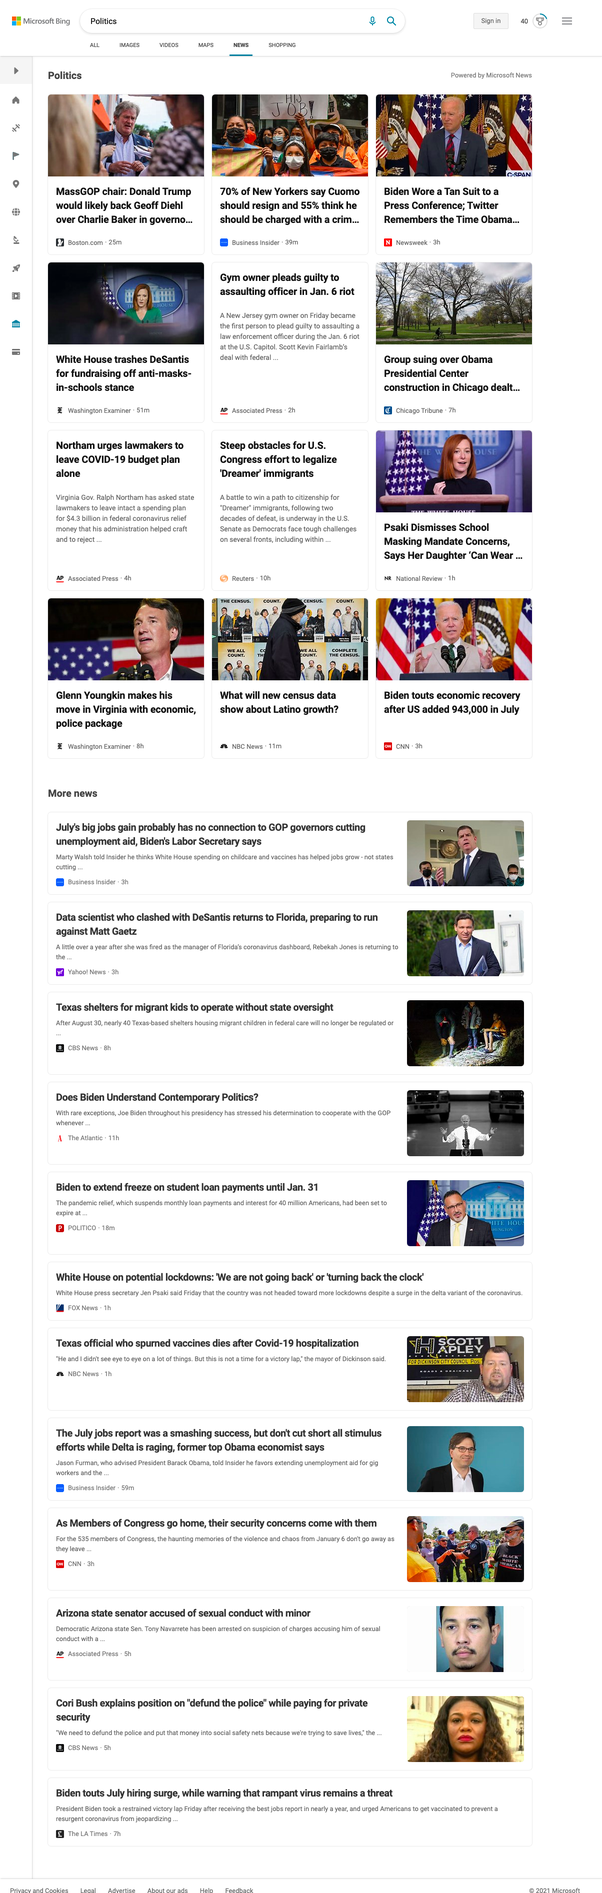 Microsoft Bing
Politics
Sign in
40
ALL
IMAGES
VIDEOS
MAPS
NEWS
SHOPPING
Politics
Powered by Microsoft News
MassGOP chair: Donald Trump
would likely back Geoff Diehl
over Charlie Baker in governo...
Boston.com · 25m
HIS
JOB!
70% of New Yorkers say Cuomo
should resign and 55% think he
should be charged with a crim...
Business Insider · 39m
C-SPAN
Biden Wore a Tan Suit to a
Press Conference; Twitter
Remembers the Time Obama...
Newsweek · 3h
White House trashes DeSantis
for fundraising off anti-masks-
in-schools stance
Washington Examiner · 51m
Gym owner pleads guilty to
assaulting officer in Jan. 6 riot
A New Jersey gym owner on Friday became
the first person to plead guilty to assaulting a
law enforcement officer during the Jan. 6 riot
at the U.S. Capitol. Scott Kevin Fairlamb's
deal with federal ...
AP Associated Press · 2h
Group suing over Obama
Presidential Center
construction in Chicago dealt...
Chicago Tribune · 7h
Northam urges lawmakers to
leave COVID-19 budget plan
alone
Virginia Gov. Ralph Northam has asked state
lawmakers to leave intact a spending plan
for $4.3 billion in federal coronavirus relief
money that his administration helped craft
and to reject ...
AP Associated Press · 4h
Steep obstacles for U.S.
Congress effort to legalize
'Dreamer' immigrants
A battle to win a path to citizenship for
"Dreamer" immigrants, following two
decades of defeat, is underway in the U.S.
Senate as Democrats face tough challenges
on several fronts, including within ...
Reuters · 10h
Psaki Dismisses School
Masking Mandate Concerns,
Says Her Daughter 'Can Wear ...
NR National Review · 1h
Glenn Youngkin makes his
move in Virginia with economic,
police package
Washington Examiner · 8h
THE CENSUS.
COUNT.
COUNT.
WE ALL
COUNT.
COMPLETE
THE CENSUS.
What will new census data
show about Latino growth?
NBC News · 11m
Biden touts economic recovery
after US added 943,000 in July
CNN · 3h
More news
July's big jobs gain probably has no connection to GOP governors cutting
unemployment aid, Biden's Labor Secretary says
Marty Walsh told Insider he thinks White House spending on childcare and vaccines has helped jobs grow - not states
cutting ...
Business Insider · 3h
Data scientist who clashed with DeSantis returns to Florida, preparing to run
against Matt Gaetz
A little over a year after she was fired as the manager of Florida's coronavirus dashboard, Rebekah Jones is returning to
the ...
Yahoo! News · 3h
Texas shelters for migrant kids to operate without state oversight
After August 30, nearly 40 Texas-based shelters housing migrant children in federal care will no longer be regulated or
...
CBS News · 8h
Does Biden Understand Contemporary Politics?
With rare exceptions, Joe Biden throughout his presidency has stressed his determination to cooperate with the GOP
whenever ...
The Atlantic · 11h
Biden to extend freeze on student loan payments until Jan. 31
The pandemic relief, which suspends monthly loan payments and interest for 40 million Americans, had been set to
expire at ...
POLITICO · 18m
White House on potential lockdowns: 'We are not going back' or 'turning back the clock'
White House press secretary Jen Psaki said Friday that the country was not headed toward more lockdowns despite a surge in the delta variant of the coronavirus.
FOX News · 1h
Texas official who spurned vaccines dies after Covid-19 hospitalization
"He and I didn't see eye to eye on a lot of things. But this is not a time for a victory lap," the mayor of Dickinson said.
NBC News · 1h
SCOTT
APLEY
FOR DICKINSON CITY COUNCIL
The July jobs report was a smashing success, but don't cut short all stimulus
efforts while Delta is raging, former top Obama economist says
Jason Furman, who advised President Barack Obama, told Insider he favors extending unemployment aid for gig
workers and the ...
Business Insider · 59m
As Members of Congress go home, their security concerns come with them
For the 535 members of Congress, the haunting memories of the violence and chaos from January 6 don't go away as
they leave ...
CNN · 3h
Arizona state senator accused of sexual conduct with minor
Democratic Arizona state Sen. Tony Navarrete has been arrested on suspicion of charges accusing him of sexual
conduct with a ...
AP Associated Press · 5h
Cori Bush explains position on "defund the police" while paying for private
security
"We need to defund the police and put that money into social safety nets because we're trying to save lives," the ...
CBS News · 5h
Biden touts July hiring surge, while warning that rampant virus remains a threat
President Biden took a restrained victory lap Friday after receiving the best jobs report in nearly a year, and urged Americans to get vaccinated to prevent a
resurgent coronavirus from jeopardizing ...
The LA Times · 7h
Privacy and Cookies
Legal
Advertise
About our ads
Help
Feedback
© 2021 Microsoft